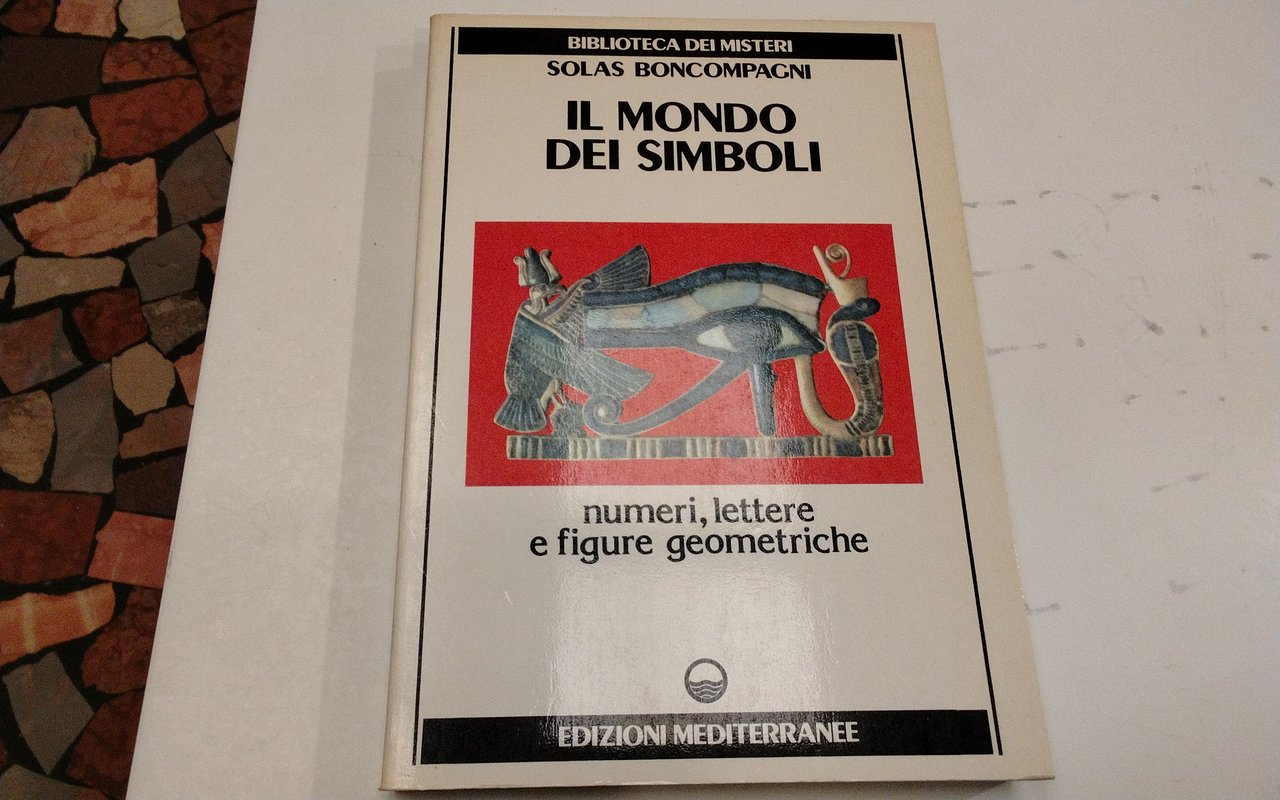 BIBLIOTECA DEI MISTERI
SOLAS BONCOMPAGNI
IL MONDO
DEI SIMBOLI
numeri, lettere
e figure geometriche
EDIZIONI MEDITERRANEE